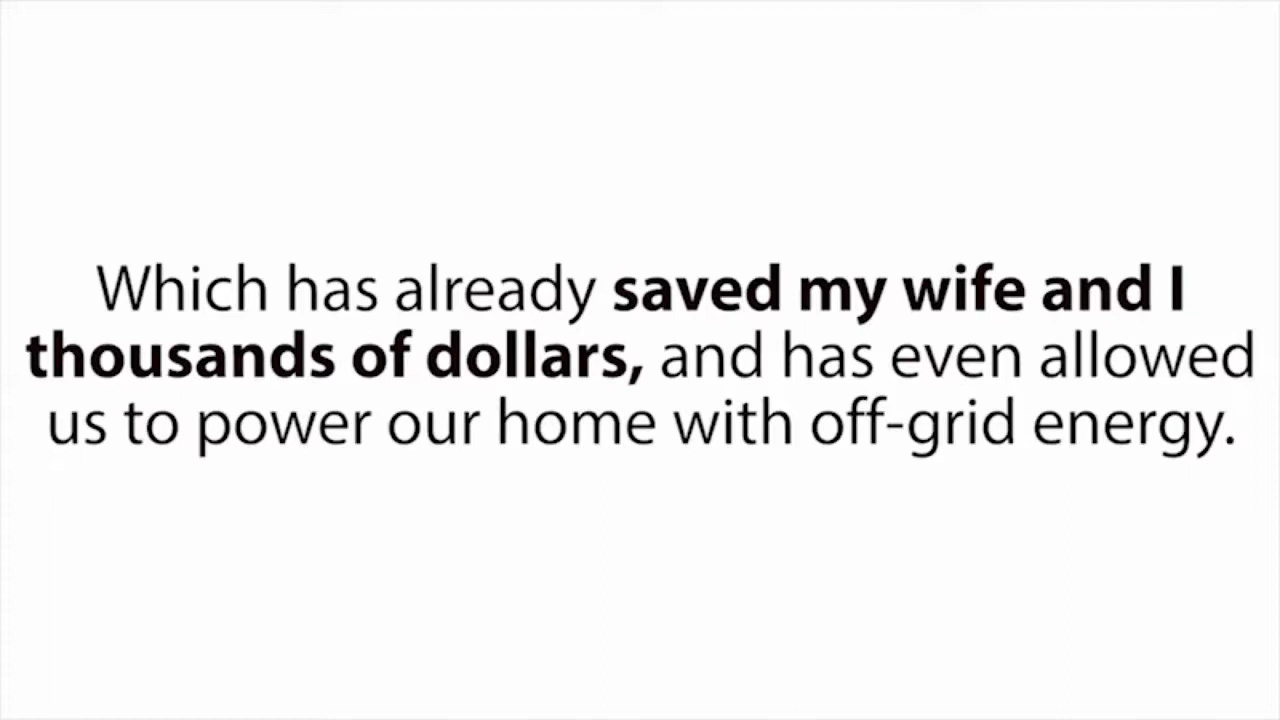 Which has already saved my wife and I
thousands of dollars, and has even allowed
us to power our home with off-grid energy.